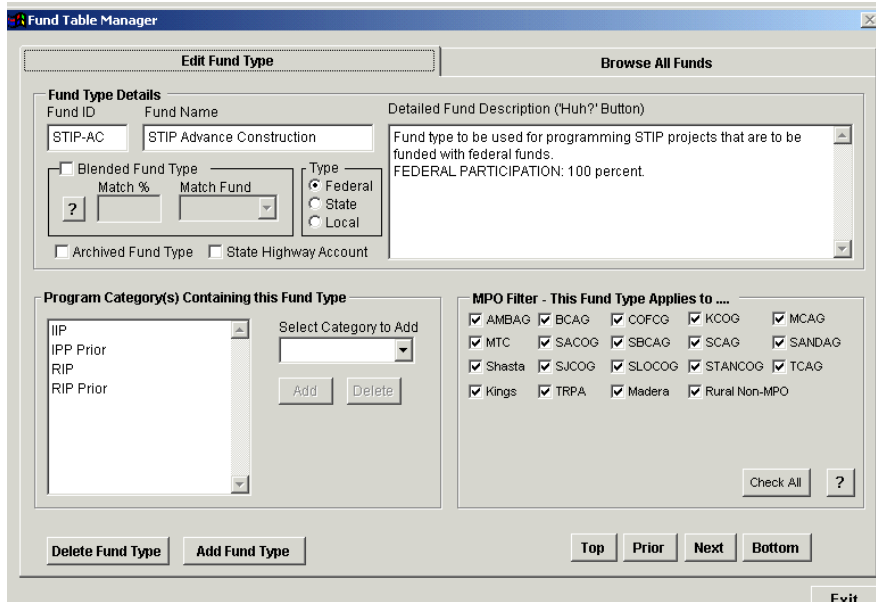 Fund Table Manager
Edit Fund Type
Browse All Funds
Fund Type Details
Fund ID
Fund Name
STIP-AC
STIP Advance Construction
Blended Fund Type
Match %
Match Fund
?
Type
Federal
State
Local
Archived Fund Type
State Highway Account
Detailed Fund Description ('Huh?' Button)
Fund type to be used for programming STIP projects that are to be
funded with federal funds.
FEDERAL PARTICIPATION: 100 percent.
Program Category(s) Containing this Fund Type
IIP
IPP Prior
RIP
RIP Prior
Select Category to Add
Add
Delete
MPO Filter - This Fund Type Applies to ....
AMBAG BCAG COFCG KCOG MCAG
MTC SACOG SBCAG SCAG SANDAG
Shasta SJCOG SLOCOG STANCOG TCAG
Kings TRPA Madera Rural Non-MPO
Check All
?
Delete Fund Type
Add Fund Type
Top
Prior
Next
Bottom
Exit